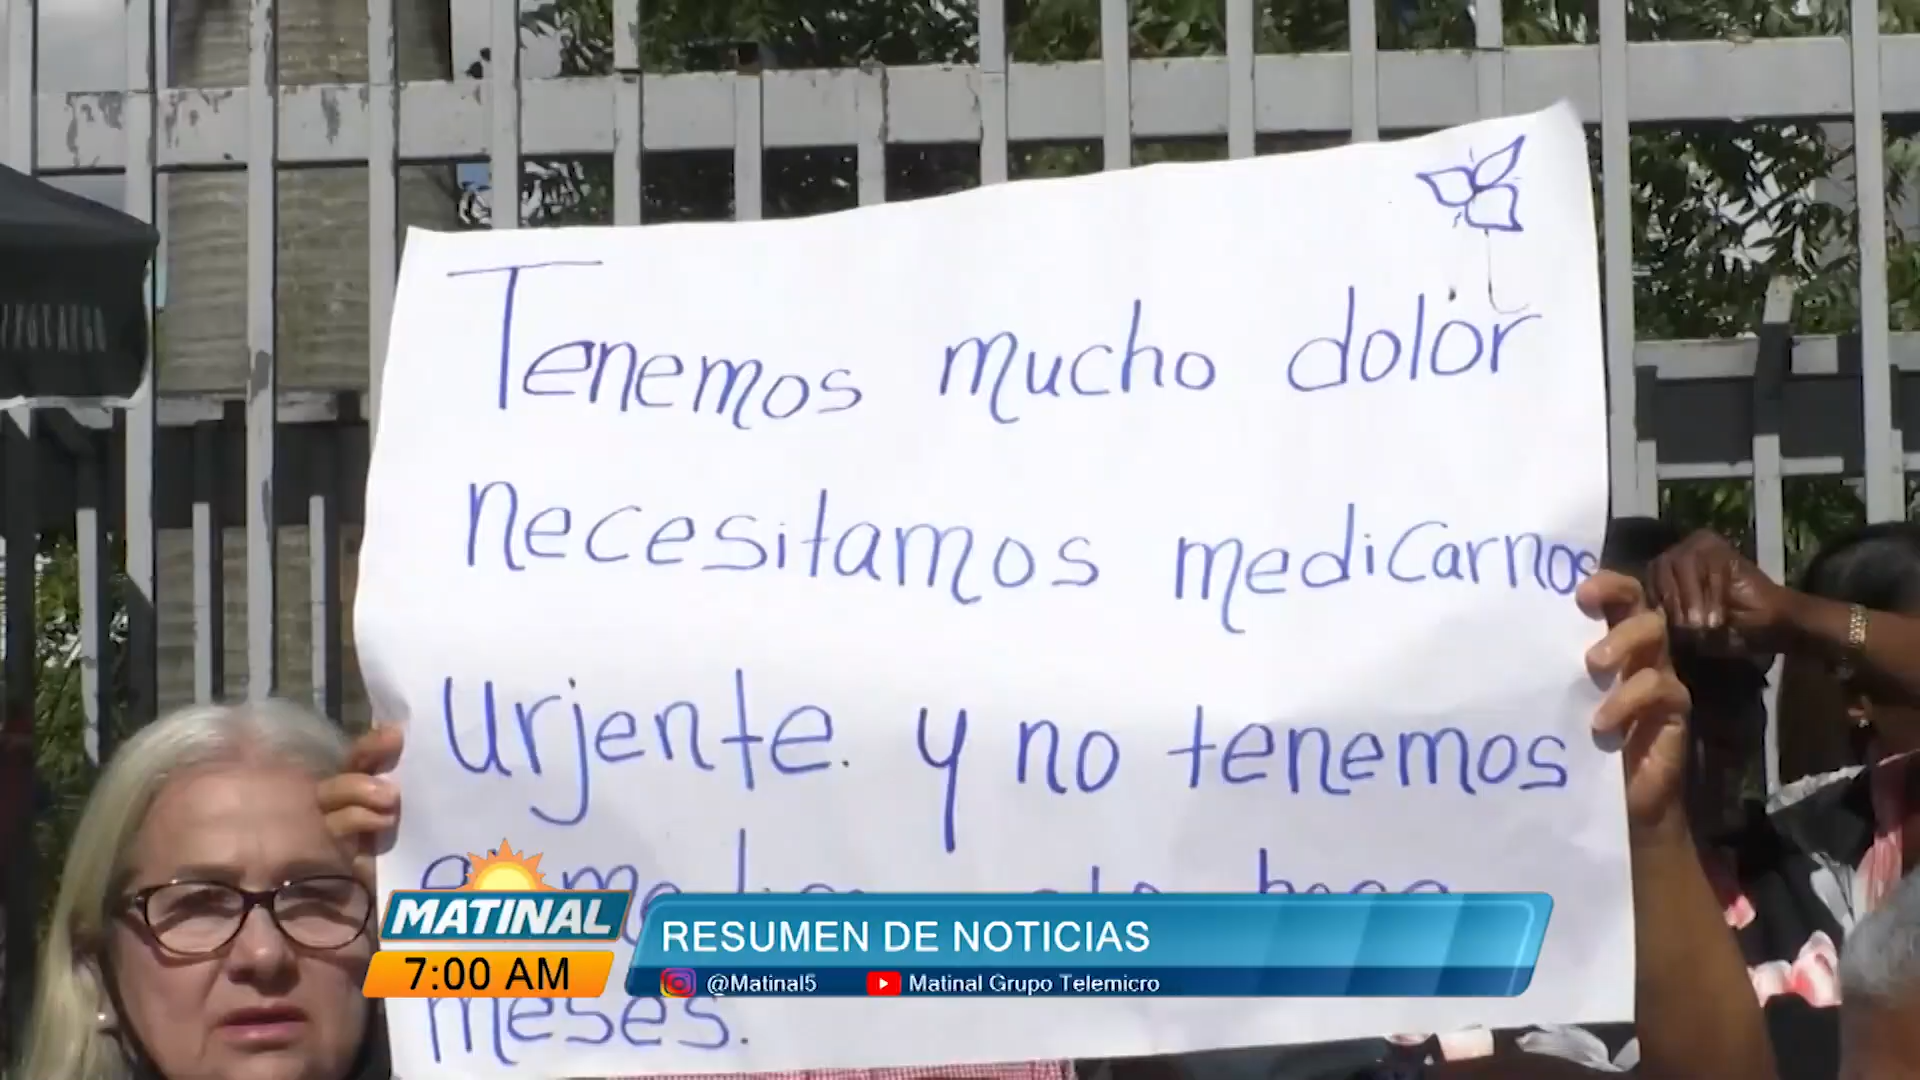 Tenemos mucho dolor
necesitamos medicarnos
Urjente. y no tenemos
meses.
MATINAL
7:00 AM
RESUMEN DE NOTICIAS
@Matinal5
Matinal Grupo Telemicro